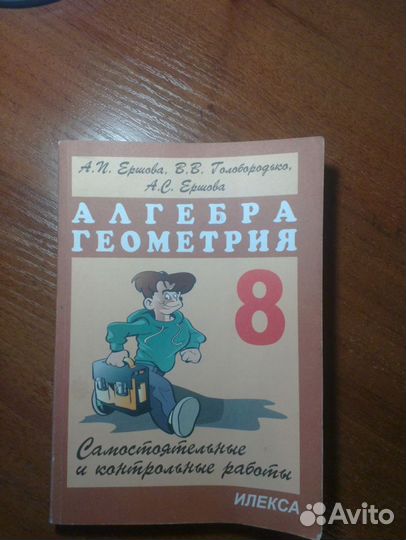 А.П. Ершова, В.В. Голобородько,
А.С. Ершова
АЛГЕБРА
ГЕОМЕТРИЯ
8
Самостоятельные
и контрольные работы
ИЛЕКСА
Avito